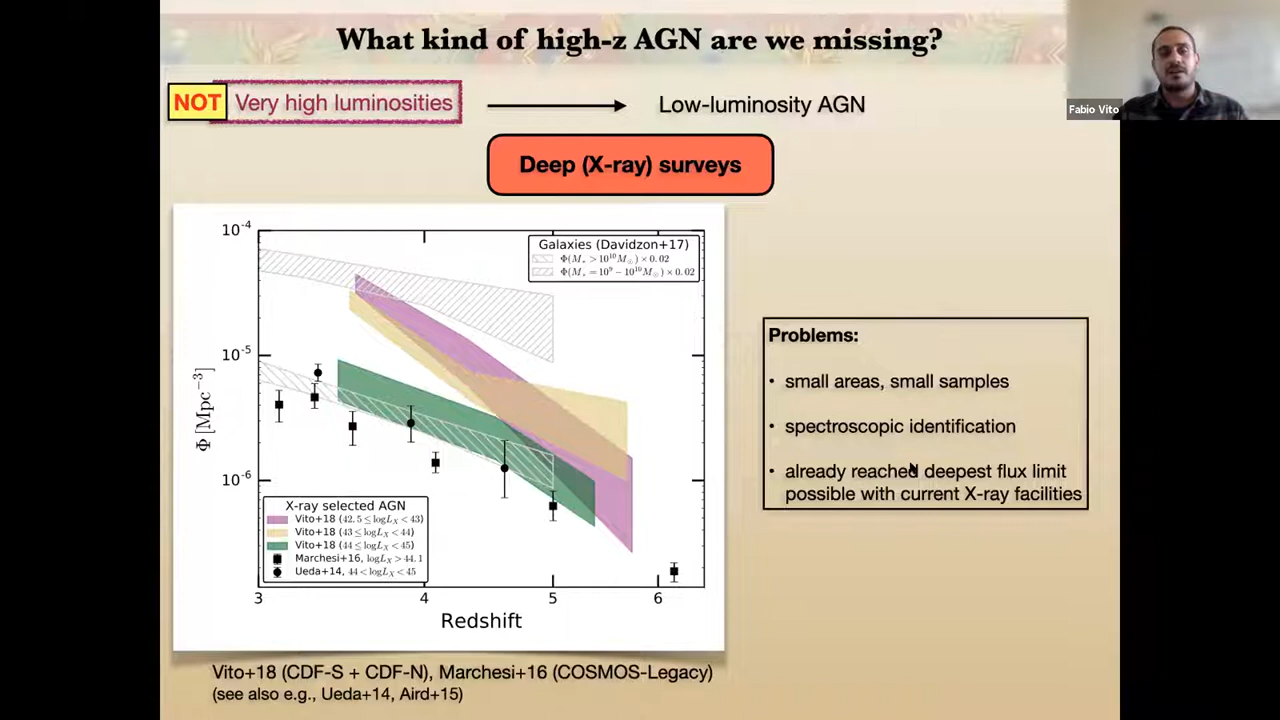 What kind of high-z AGN are we missing?
NOT Very high luminosities
Low-luminosity AGN
Fabio Vito
Deep (X-ray) surveys
10⁻⁴
10⁻⁵
10⁻⁶
Φ [Mpc⁻³]
Galaxies (Davidzon+17)
Φ(M* > 10¹⁰M⊙) × 0.02
Φ(M* = 10⁹ − 10¹⁰M⊙) × 0.02
X-ray selected AGN
Vito+18 (42.5 ≤ logLX < 43)
Vito+18 (43 ≤ logLX < 44)
Vito+18 (44 ≤ logLX < 45)
Marchesi+16, logLX > 44.1
Ueda+14, 44 < logLX < 45
3 4 5 6
Redshift
Problems:
• small areas, small samples
• spectroscopic identification
• already reached deepest flux limit
possible with current X-ray facilities
Vito+18 (CDF-S + CDF-N), Marchesi+16 (COSMOS-Legacy)
(see also e.g., Ueda+14, Aird+15)